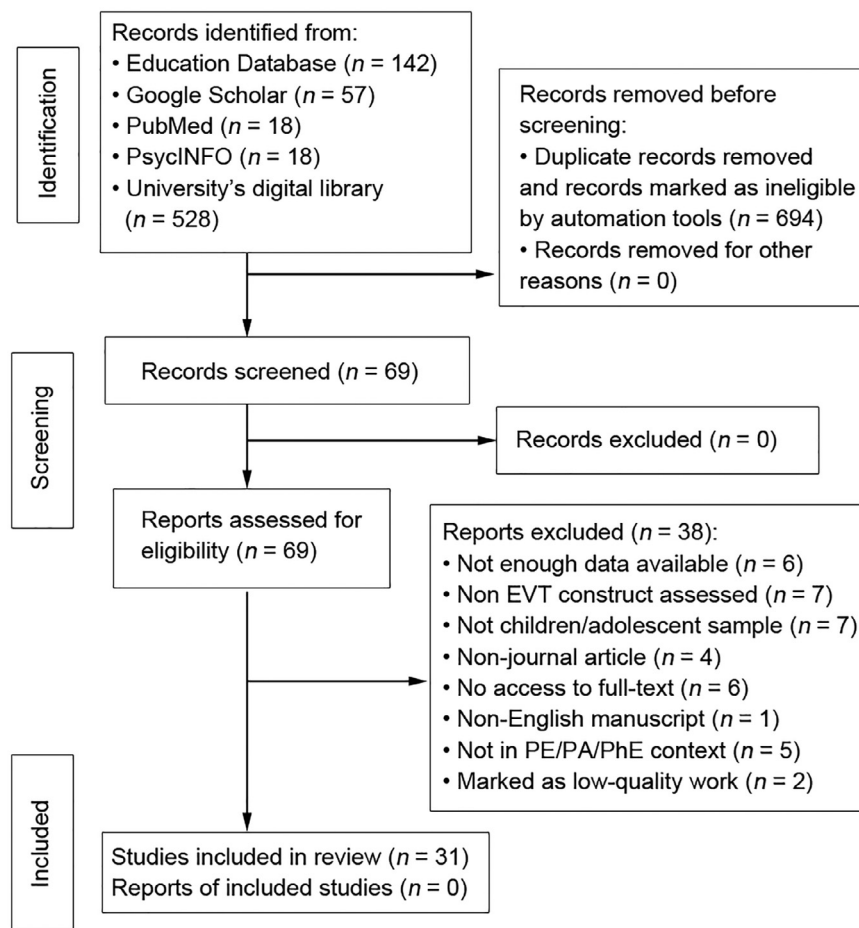 Identification
Records identified from:
• Education Database (n = 142)
• Google Scholar (n = 57)
• PubMed (n = 18)
• PsycINFO (n = 18)
• University's digital library
(n = 528)
Records removed before
screening:
• Duplicate records removed
and records marked as ineligible
by automation tools (n = 694)
• Records removed for other
reasons (n = 0)
Screening
Records screened (n = 69)
Records excluded (n = 0)
Reports assessed for
eligibility (n = 69)
Reports excluded (n = 38):
• Not enough data available (n = 6)
• Non EVT construct assessed (n = 7)
• Not children/adolescent sample (n = 7)
• Non-journal article (n = 4)
• No access to full-text (n = 6)
• Non-English manuscript (n = 1)
• Not in PE/PA/PhE context (n = 5)
• Marked as low-quality work (n = 2)
Included
Studies included in review (n = 31)
Reports of included studies (n = 0)